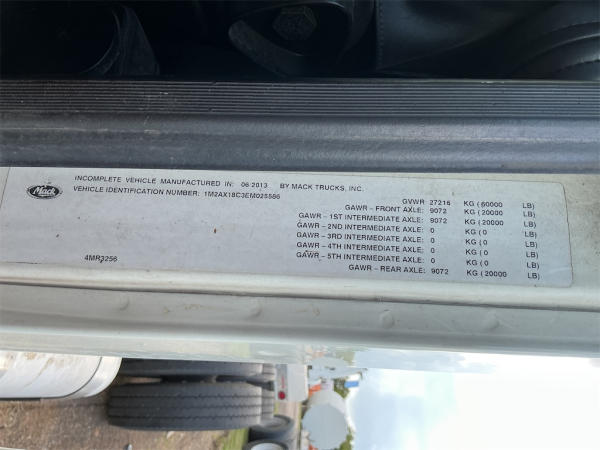 Mack
INCOMPLETE VEHICLE MANUFACTURED IN: 06 2013 BY MACK TRUCKS, INC.
VEHICLE IDENTIFICATION NUMBER: 1M2AX18C3EM025586
GVWR 27216 KG ( 60000 LB)
GAWR - FRONT AXLE: 9072 KG ( 20000 LB)
GAWR - 1ST INTERMEDIATE AXLE: 9072 KG ( 20000 LB)
GAWR - 2ND INTERMEDIATE AXLE: 0 KG ( 0 LB)
GAWR - 3RD INTERMEDIATE AXLE: 0 KG ( 0 LB)
GAWR - 4TH INTERMEDIATE AXLE: 0 KG ( 0 LB)
GAWR - 5TH INTERMEDIATE AXLE: 0 KG ( 0 LB)
GAWR - REAR AXLE: 9072 KG ( 20000 LB)
4MR3256